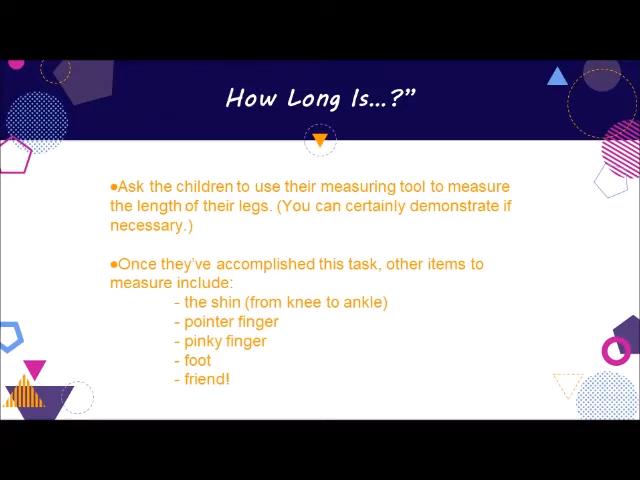 How Long Is...?”
●Ask the children to use their measuring tool to measure
the length of their legs. (You can certainly demonstrate if
necessary.)
●Once they’ve accomplished this task, other items to
measure include:
- the shin (from knee to ankle)
- pointer finger
- pinky finger
- foot
- friend!